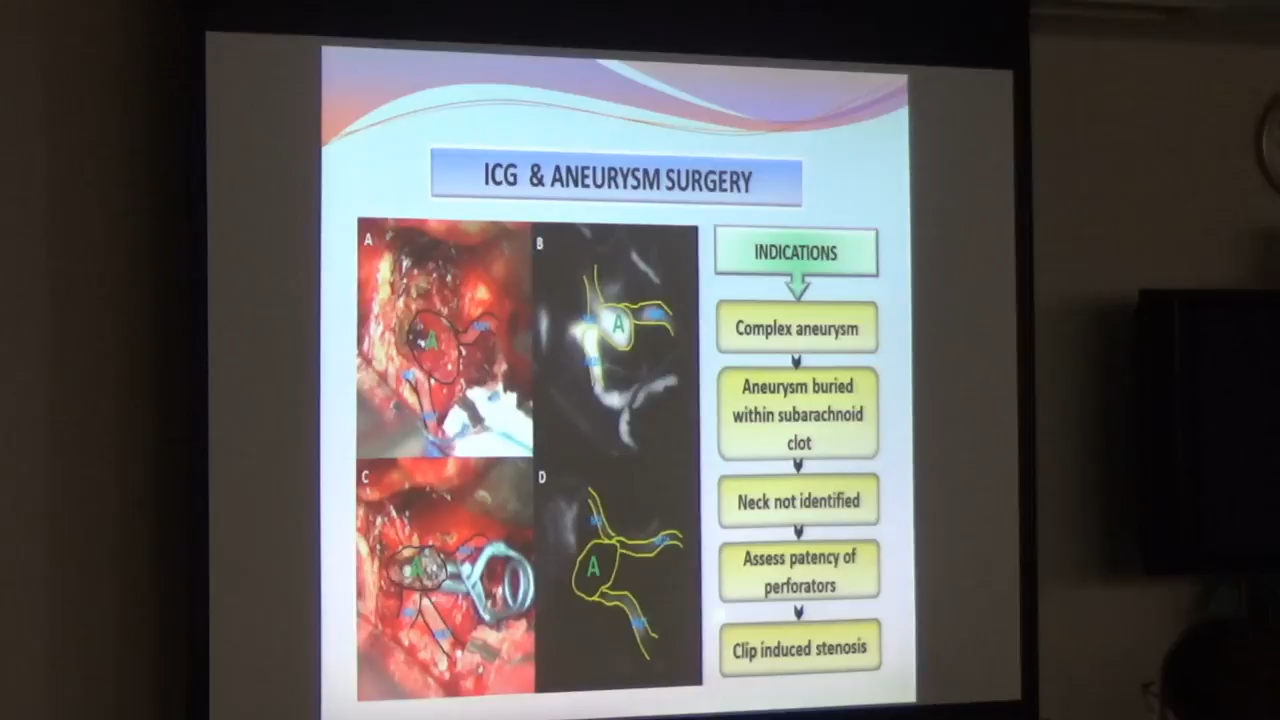 ICG & ANEURYSM SURGERY
A
B
A
A
C
D
A
A
INDICATIONS
Complex aneurysm
Aneurysm buried
within subarachnoid
clot
Neck not identified
Assess patency of
perforators
Clip induced stenosis